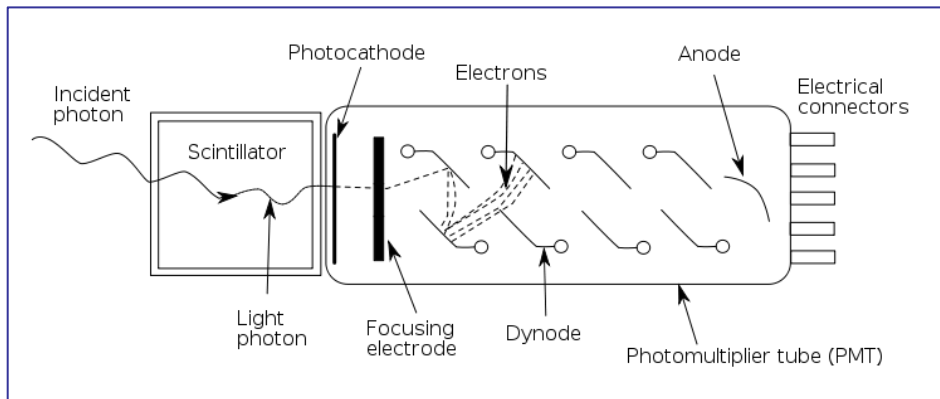 Photocathode
Anode
Electrons
Incident
photon
Electrical
connectors
Scintillator
Light
photon
Focusing
electrode
Dynode
Photomultiplier tube (PMT)